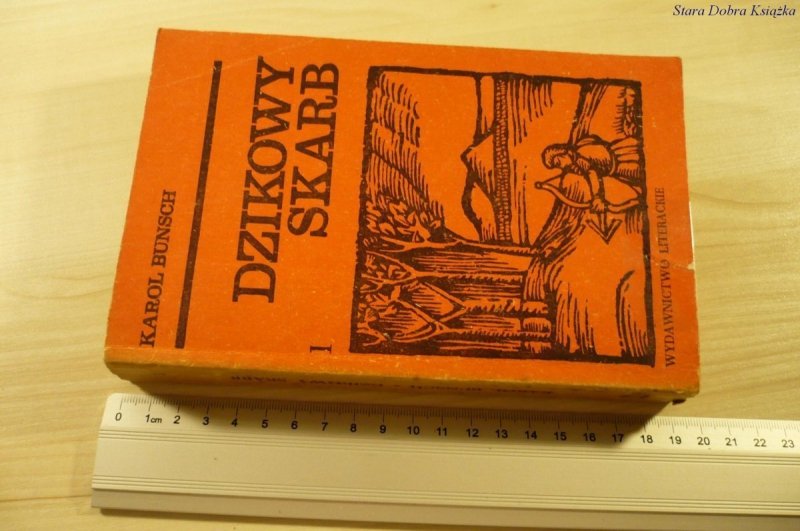 Stara Dobra Książka
KAROL BUNSCH
DZIKOWY
SKARB
I
WYDAWNICTWO LITERACKIE
0 1cm 2 3 4 5 6 7 8 9 10 11 12 13 14 15 16 17 18 19 20 21 22 23